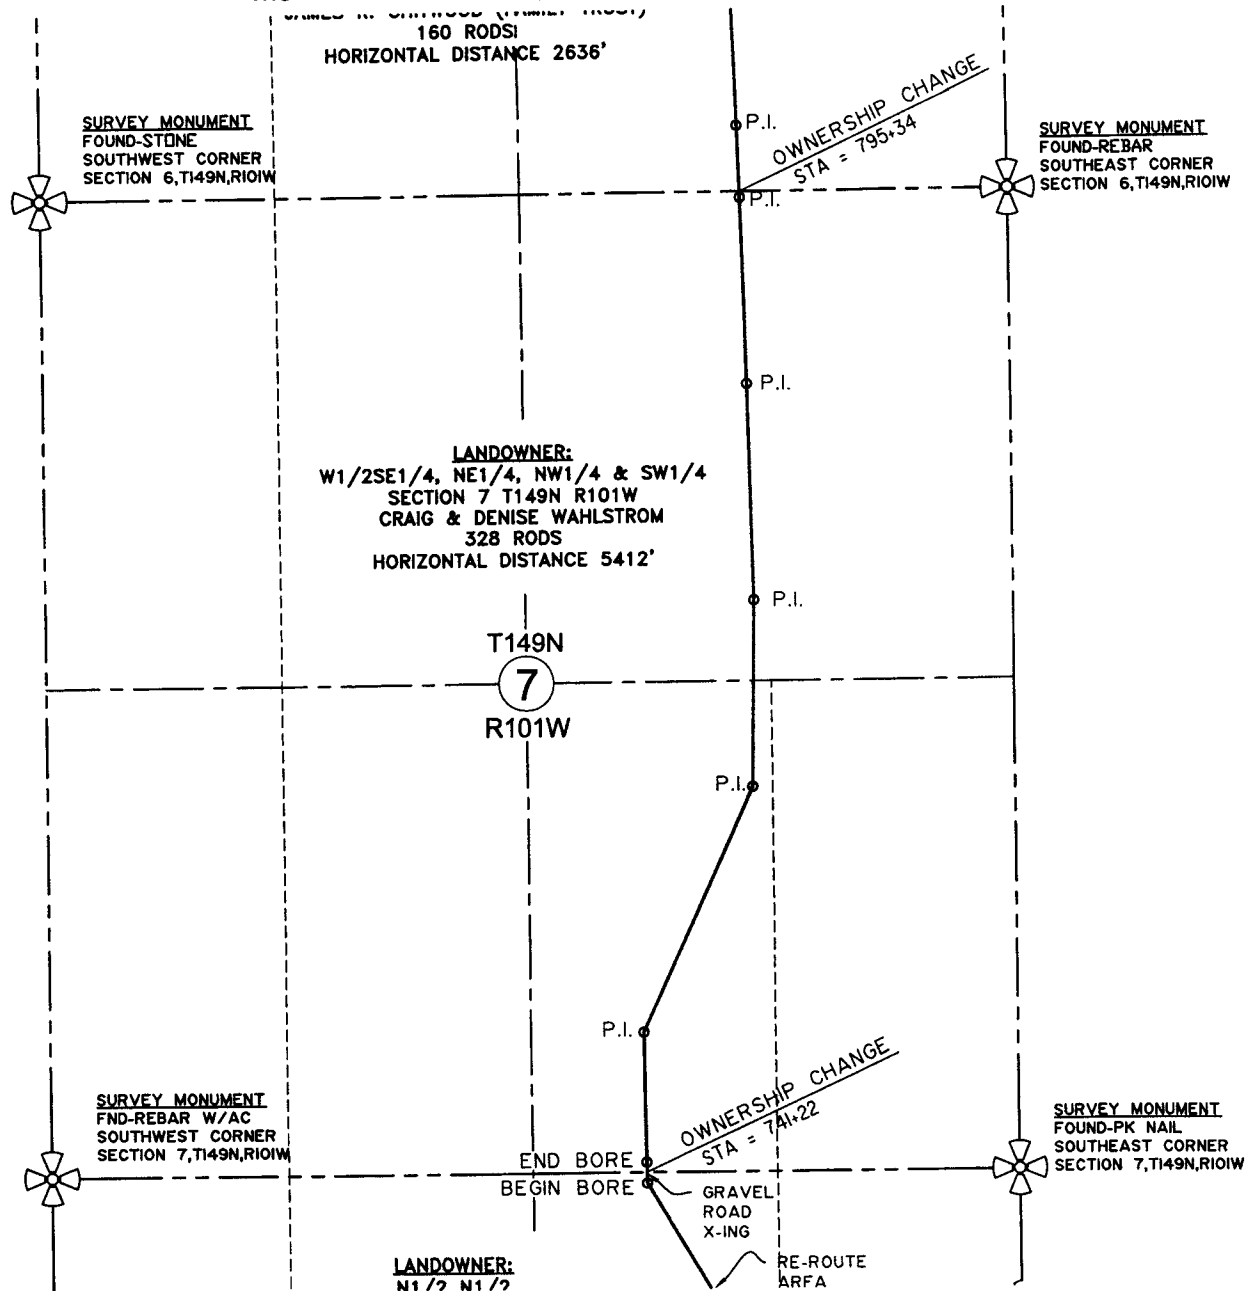 160 RODS
HORIZONTAL DISTANCE 2636'
OWNERSHIP CHANGE
STA = 795+34
P.I.
SURVEY MONUMENT
FOUND-STONE
SOUTHWEST CORNER
SECTION 6,T149N,R101W
SURVEY MONUMENT
FOUND-REBAR
SOUTHEAST CORNER
SECTION 6,T149N,R101W
P.I.
P.I.
LANDOWNER:
W1/2SE1/4, NE1/4, NW1/4 & SW1/4
SECTION 7 T149N R101W
CRAIG & DENISE WAHLSTROM
328 RODS
HORIZONTAL DISTANCE 5412'
P.I.
T149N
7
R101W
P.I.
P.I.
OWNERSHIP CHANGE
STA = 741+22
SURVEY MONUMENT
FND-REBAR W/AC
SOUTHWEST CORNER
SECTION 7,T149N,R101W
SURVEY MONUMENT
FOUND-PK NAIL
SOUTHEAST CORNER
SECTION 7,T149N,R101W
END BORE
BEGIN BORE
GRAVEL
ROAD
X-ING
RE-ROUTE
AREA
LANDOWNER:
N1/2 N1/2